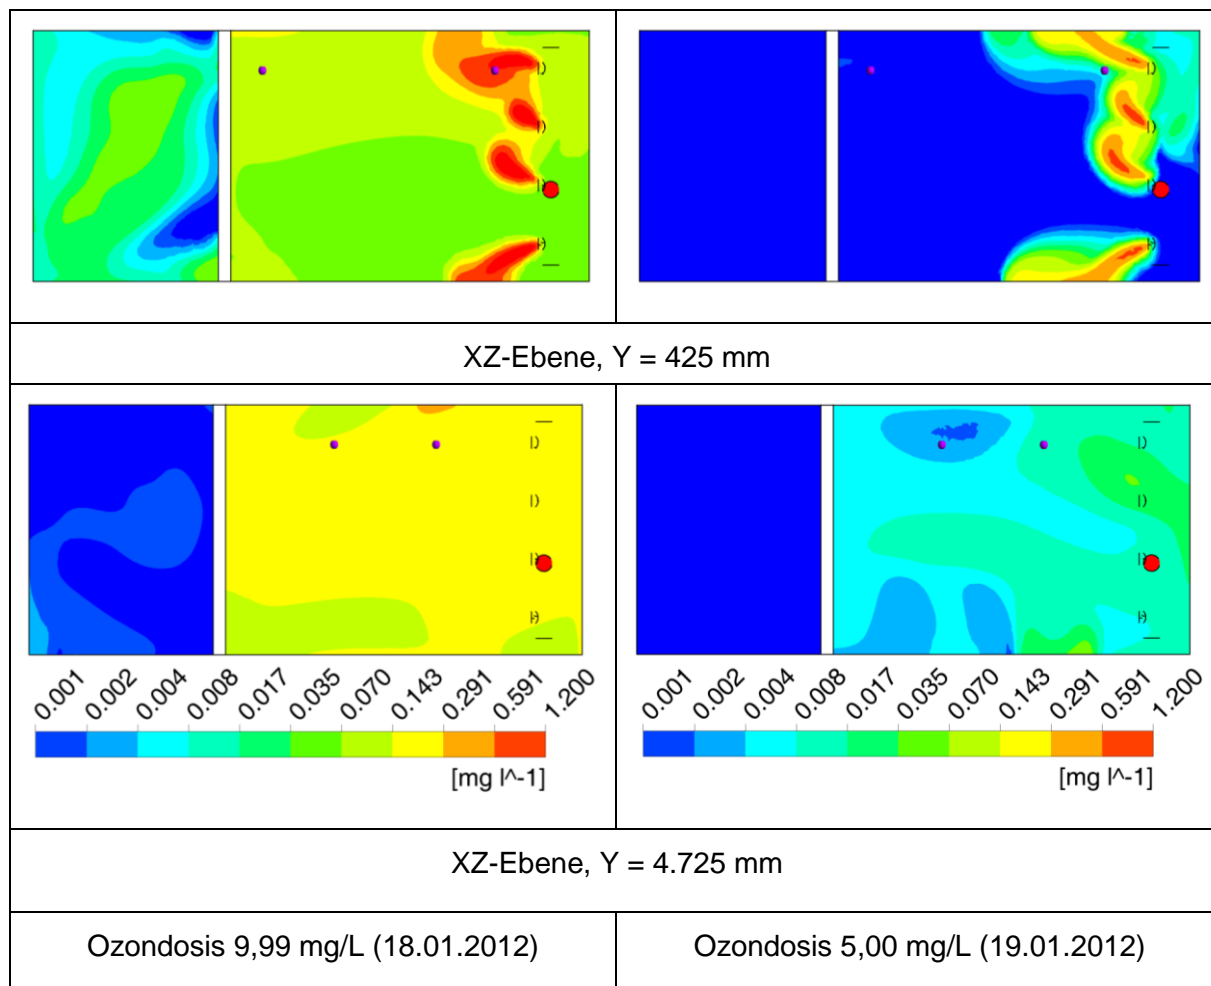 XZ-Ebene, Y = 425 mm
0.001 0.002 0.004 0.008 0.017 0.035 0.070 0.143 0.291 0.591 1.200
[mg l^-1]
0.001 0.002 0.004 0.008 0.017 0.035 0.070 0.143 0.291 0.591 1.200
[mg l^-1]
XZ-Ebene, Y = 4.725 mm
Ozondosis 9,99 mg/L (18.01.2012)
Ozondosis 5,00 mg/L (19.01.2012)